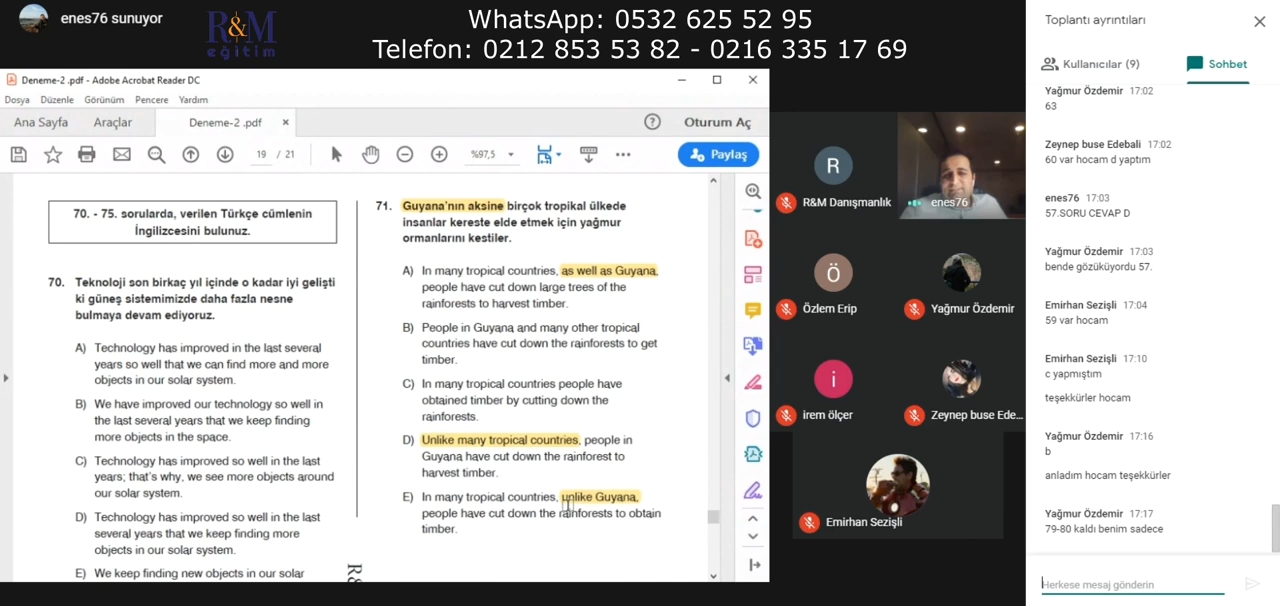 enes76 sunuyor
R&M
eğitim
WhatsApp: 0532 625 52 95
Telefon: 0212 853 53 82 - 0216 335 17 69
Deneme-2 .pdf - Adobe Acrobat Reader DC
Dosya Düzenle Görünüm Pencere Yardım
Ana Sayfa Araçlar Deneme-2 .pdf Oturum Aç
19 / 21 %97,5 Paylaş
70. - 75. sorularda, verilen Türkçe cümlenin
İngilizcesini bulunuz.
70. Teknoloji son birkaç yıl içinde o kadar iyi gelişti
ki güneş sistemimizde daha fazla nesne
bulmaya devam ediyoruz.
A) Technology has improved in the last several
years so well that we can find more and more
objects in our solar system.
B) We have improved our technology so well in
the last several years that we keep finding
more objects in the space.
C) Technology has improved so well in the last
years; that's why, we see more objects around
our solar system.
D) Technology has improved so well in the last
several years that we keep finding more
objects in our solar system.
E) We keep finding new objects in our solar
R&
71. Guyana'nın aksine birçok tropikal ülkede
insanlar kereste elde etmek için yağmur
ormanlarını kestiler.
A) In many tropical countries, as well as Guyana,
people have cut down large trees of the
rainforests to harvest timber.
B) People in Guyana and many other tropical
countries have cut down the rainforests to get
timber.
C) In many tropical countries people have
obtained timber by cutting down the
rainforests.
D) Unlike many tropical countries, people in
Guyana have cut down the rainforest to
harvest timber.
E) In many tropical countries, unlike Guyana,
people have cut down the rainforests to obtain
timber.
R
R&M Danışmanlık
enes76
Ö
Özlem Erip
Yağmur Özdemir
i
irem ölçer
Zeynep buse Ede...
Emirhan Sezişli
Toplantı ayrıntıları
Kullanıcılar (9) Sohbet
Yağmur Özdemir 17:02
63
Zeynep buse Edebali 17:02
60 var hocam d yaptım
enes76 17:03
57.SORU CEVAP D
Yağmur Özdemir 17:03
bende gözüküyordu 57.
Emirhan Sezişli 17:04
59 var hocam
Emirhan Sezişli 17:10
c yapmıştım
teşekkürler hocam
Yağmur Özdemir 17:16
b
anladım hocam teşekkürler
Yağmur Özdemir 17:17
79-80 kaldı benim sadece
Herkese mesaj gönderin